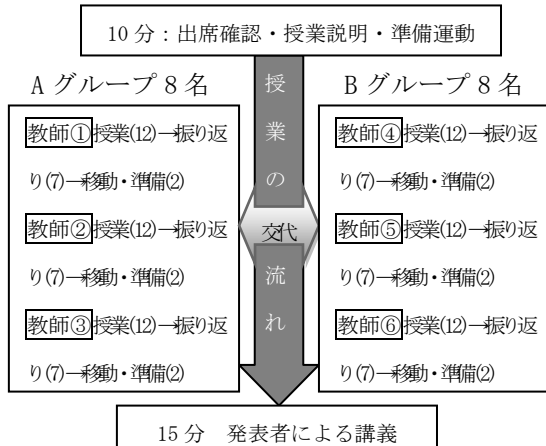 10分：出席確認・授業説明・準備運動
Aグループ8名
教師①授業(12)→振り返
り(7)→移動・準備(2)
教師②授業(12)→振り返
り(7)→移動・準備(2)
教師③授業(12)→振り返
り(7)→移動・準備(2)
授業の
交代
流れ
Bグループ8名
教師④授業(12)→振り返
り(7)→移動・準備(2)
教師⑤授業(12)→振り返
り(7)→移動・準備(2)
教師⑥授業(12)→振り返
り(7)→移動・準備(2)
15分　発表者による講義